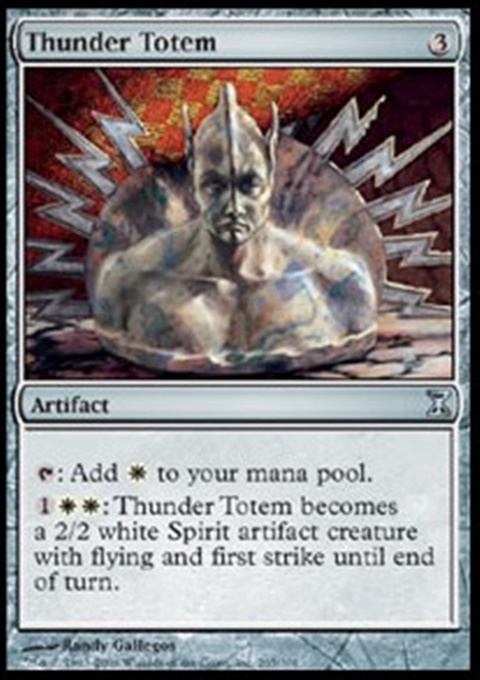 Thunder Totem 3
Artifact
: Add to your mana pool.
1 : Thunder Totem becomes
a 2/2 white Spirit artifact creature
with flying and first strike until end
of turn.
Randy Gallegos